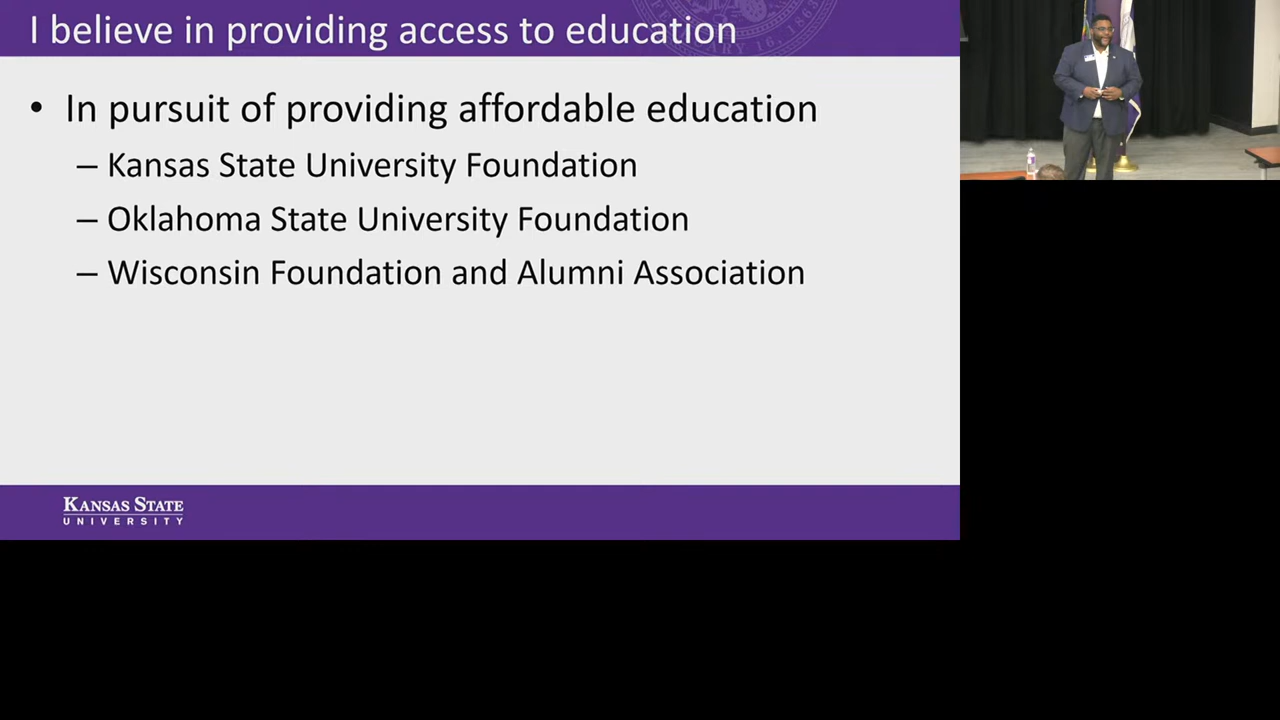 I believe in providing access to education
• In pursuit of providing affordable education
– Kansas State University Foundation
– Oklahoma State University Foundation
– Wisconsin Foundation and Alumni Association
KANSAS STATE
UNIVERSITY